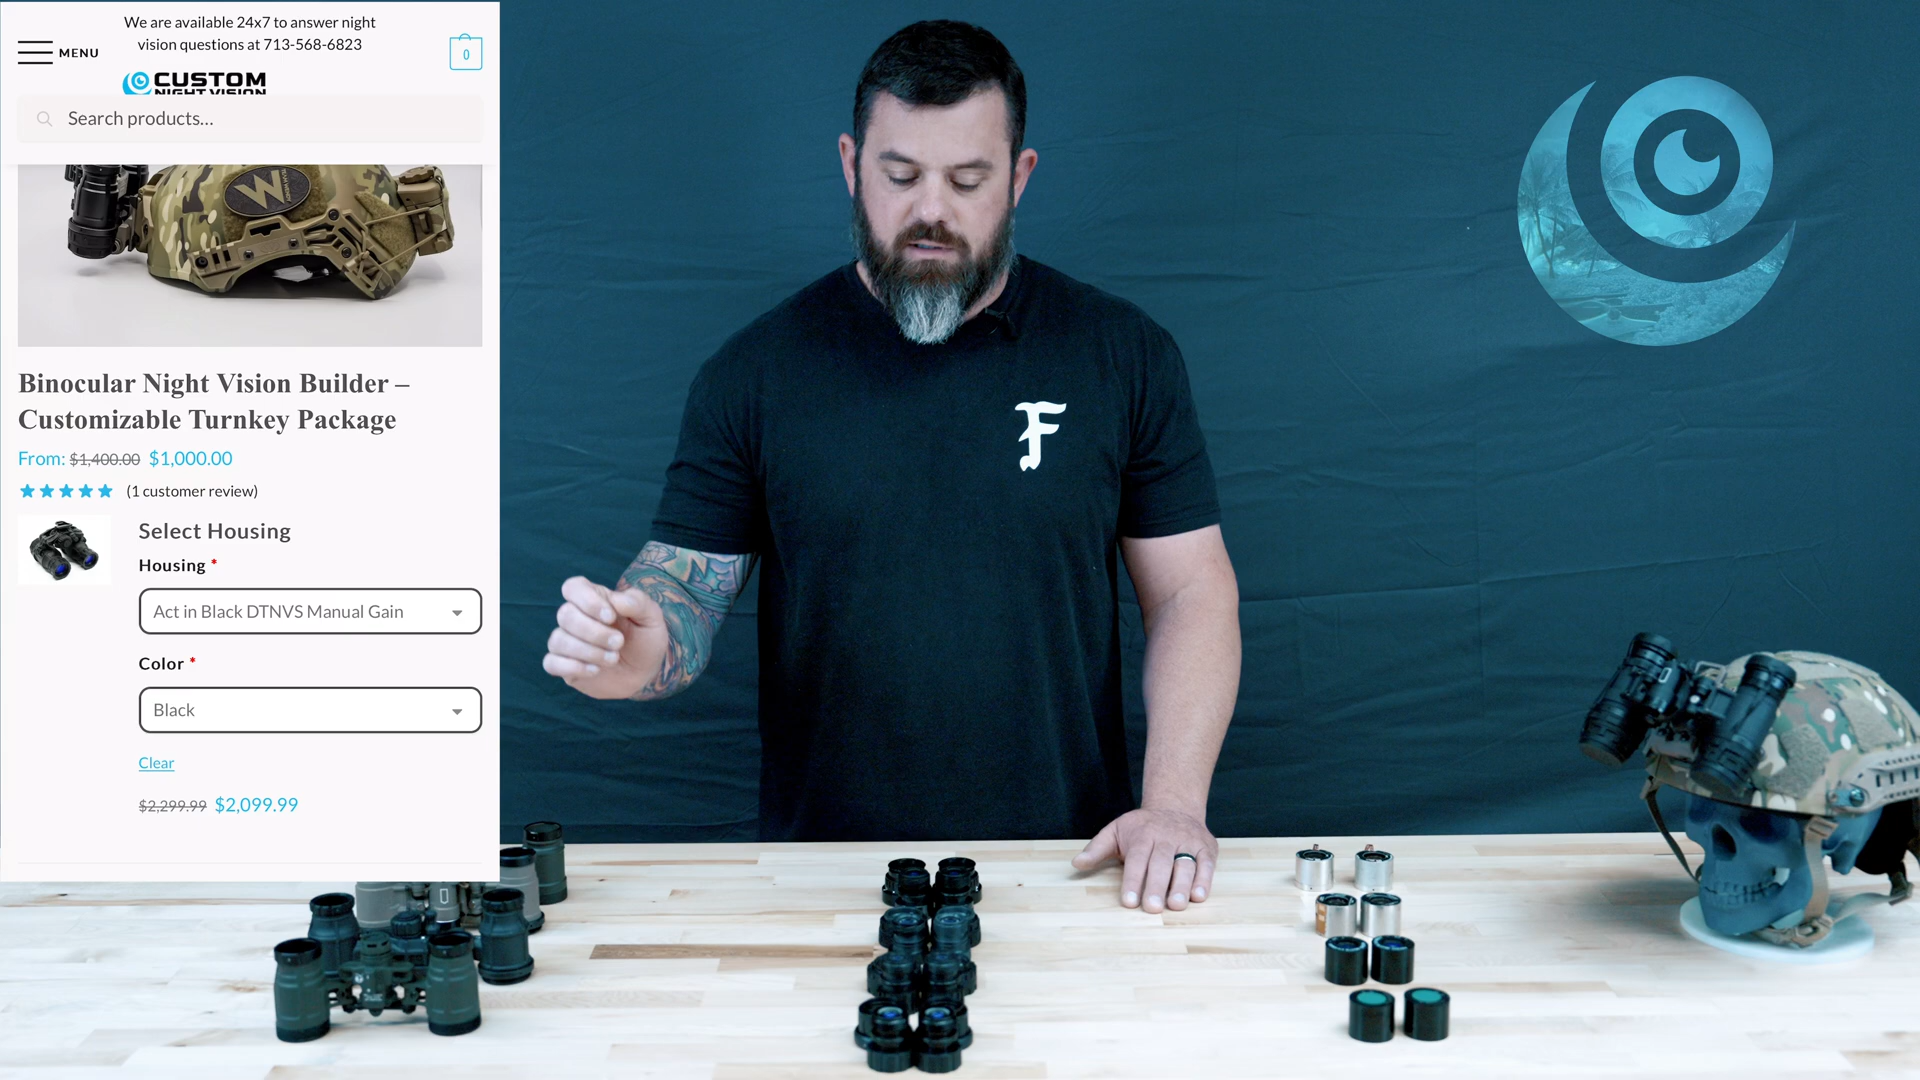 We are available 24x7 to answer night
vision questions at 713-568-6823
MENU
0
CUSTOM
NIGHT VISION
Search products...
W
Binocular Night Vision Builder –
Customizable Turnkey Package
From: $1,400.00 $1,000.00
(1 customer review)
Select Housing
Housing *
Act in Black DTNVS Manual Gain
Color *
Black
Clear
$2,299.99 $2,099.99
F